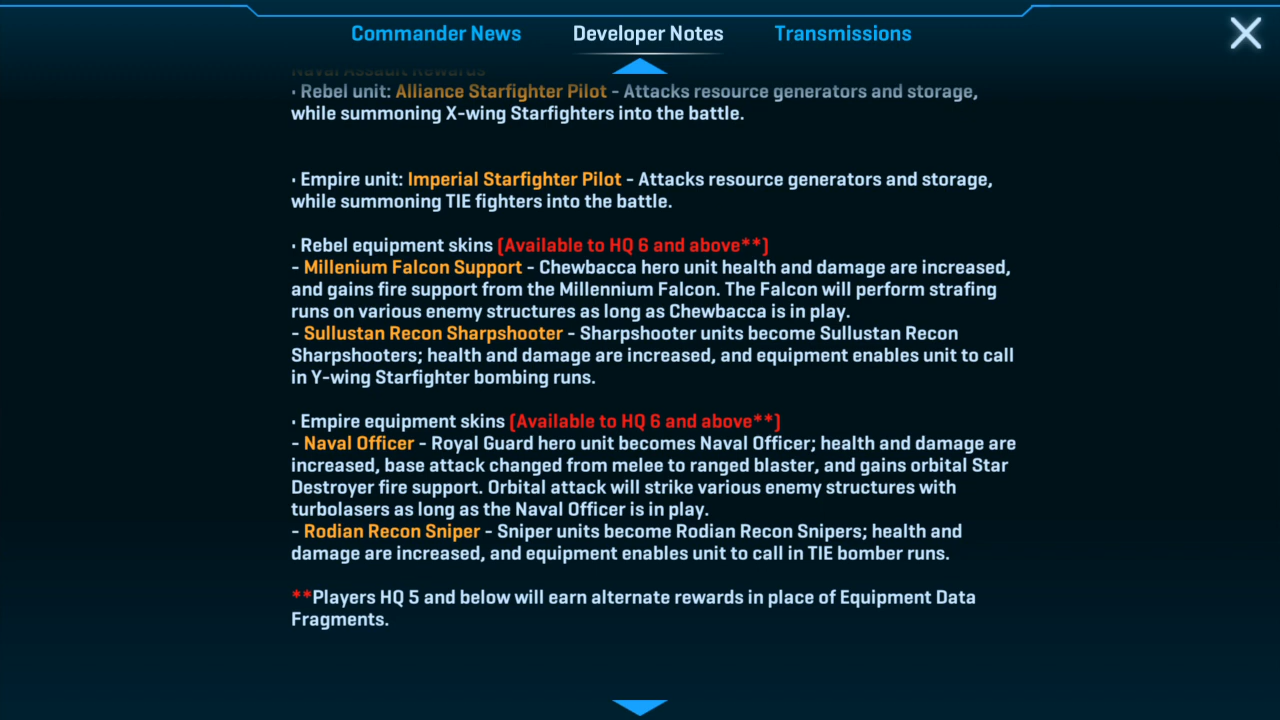 Commander News
Developer Notes
Transmissions
Naval Assault Rewards
· Rebel unit: Alliance Starfighter Pilot - Attacks resource generators and storage,
while summoning X-wing Starfighters into the battle.
· Empire unit: Imperial Starfighter Pilot - Attacks resource generators and storage,
while summoning TIE fighters into the battle.
· Rebel equipment skins (Available to HQ 6 and above**)
- Millenium Falcon Support - Chewbacca hero unit health and damage are increased,
and gains fire support from the Millennium Falcon. The Falcon will perform strafing
runs on various enemy structures as long as Chewbacca is in play.
- Sullustan Recon Sharpshooter - Sharpshooter units become Sullustan Recon
Sharpshooters; health and damage are increased, and equipment enables unit to call
in Y-wing Starfighter bombing runs.
· Empire equipment skins (Available to HQ 6 and above**)
- Naval Officer - Royal Guard hero unit becomes Naval Officer; health and damage are
increased, base attack changed from melee to ranged blaster, and gains orbital Star
Destroyer fire support. Orbital attack will strike various enemy structures with
turbolasers as long as the Naval Officer is in play.
- Rodian Recon Sniper - Sniper units become Rodian Recon Snipers; health and
damage are increased, and equipment enables unit to call in TIE bomber runs.
**Players HQ 5 and below will earn alternate rewards in place of Equipment Data
Fragments.